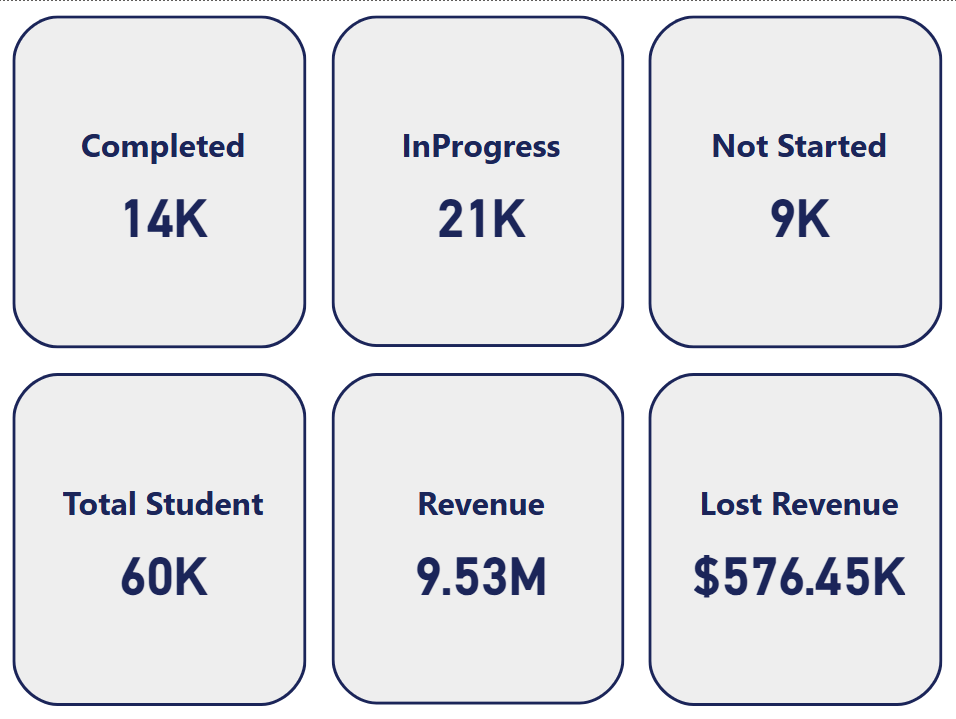 Completed
14K
InProgress
21K
Not Started
9K
Total Student
60K
Revenue
9.53M
Lost Revenue
$576.45K